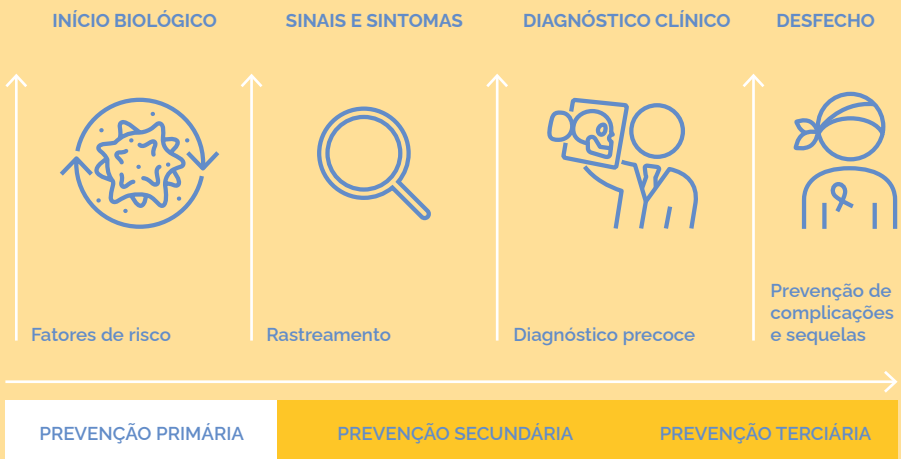 INÍCIO BIOLÓGICO
SINAIS E SINTOMAS
DIAGNÓSTICO CLÍNICO
DESFECHO
Fatores de risco
Rastreamento
Diagnóstico precoce
Prevenção de
complicações
e sequelas
PREVENÇÃO PRIMÁRIA
PREVENÇÃO SECUNDÁRIA
PREVENÇÃO TERCIÁRIA